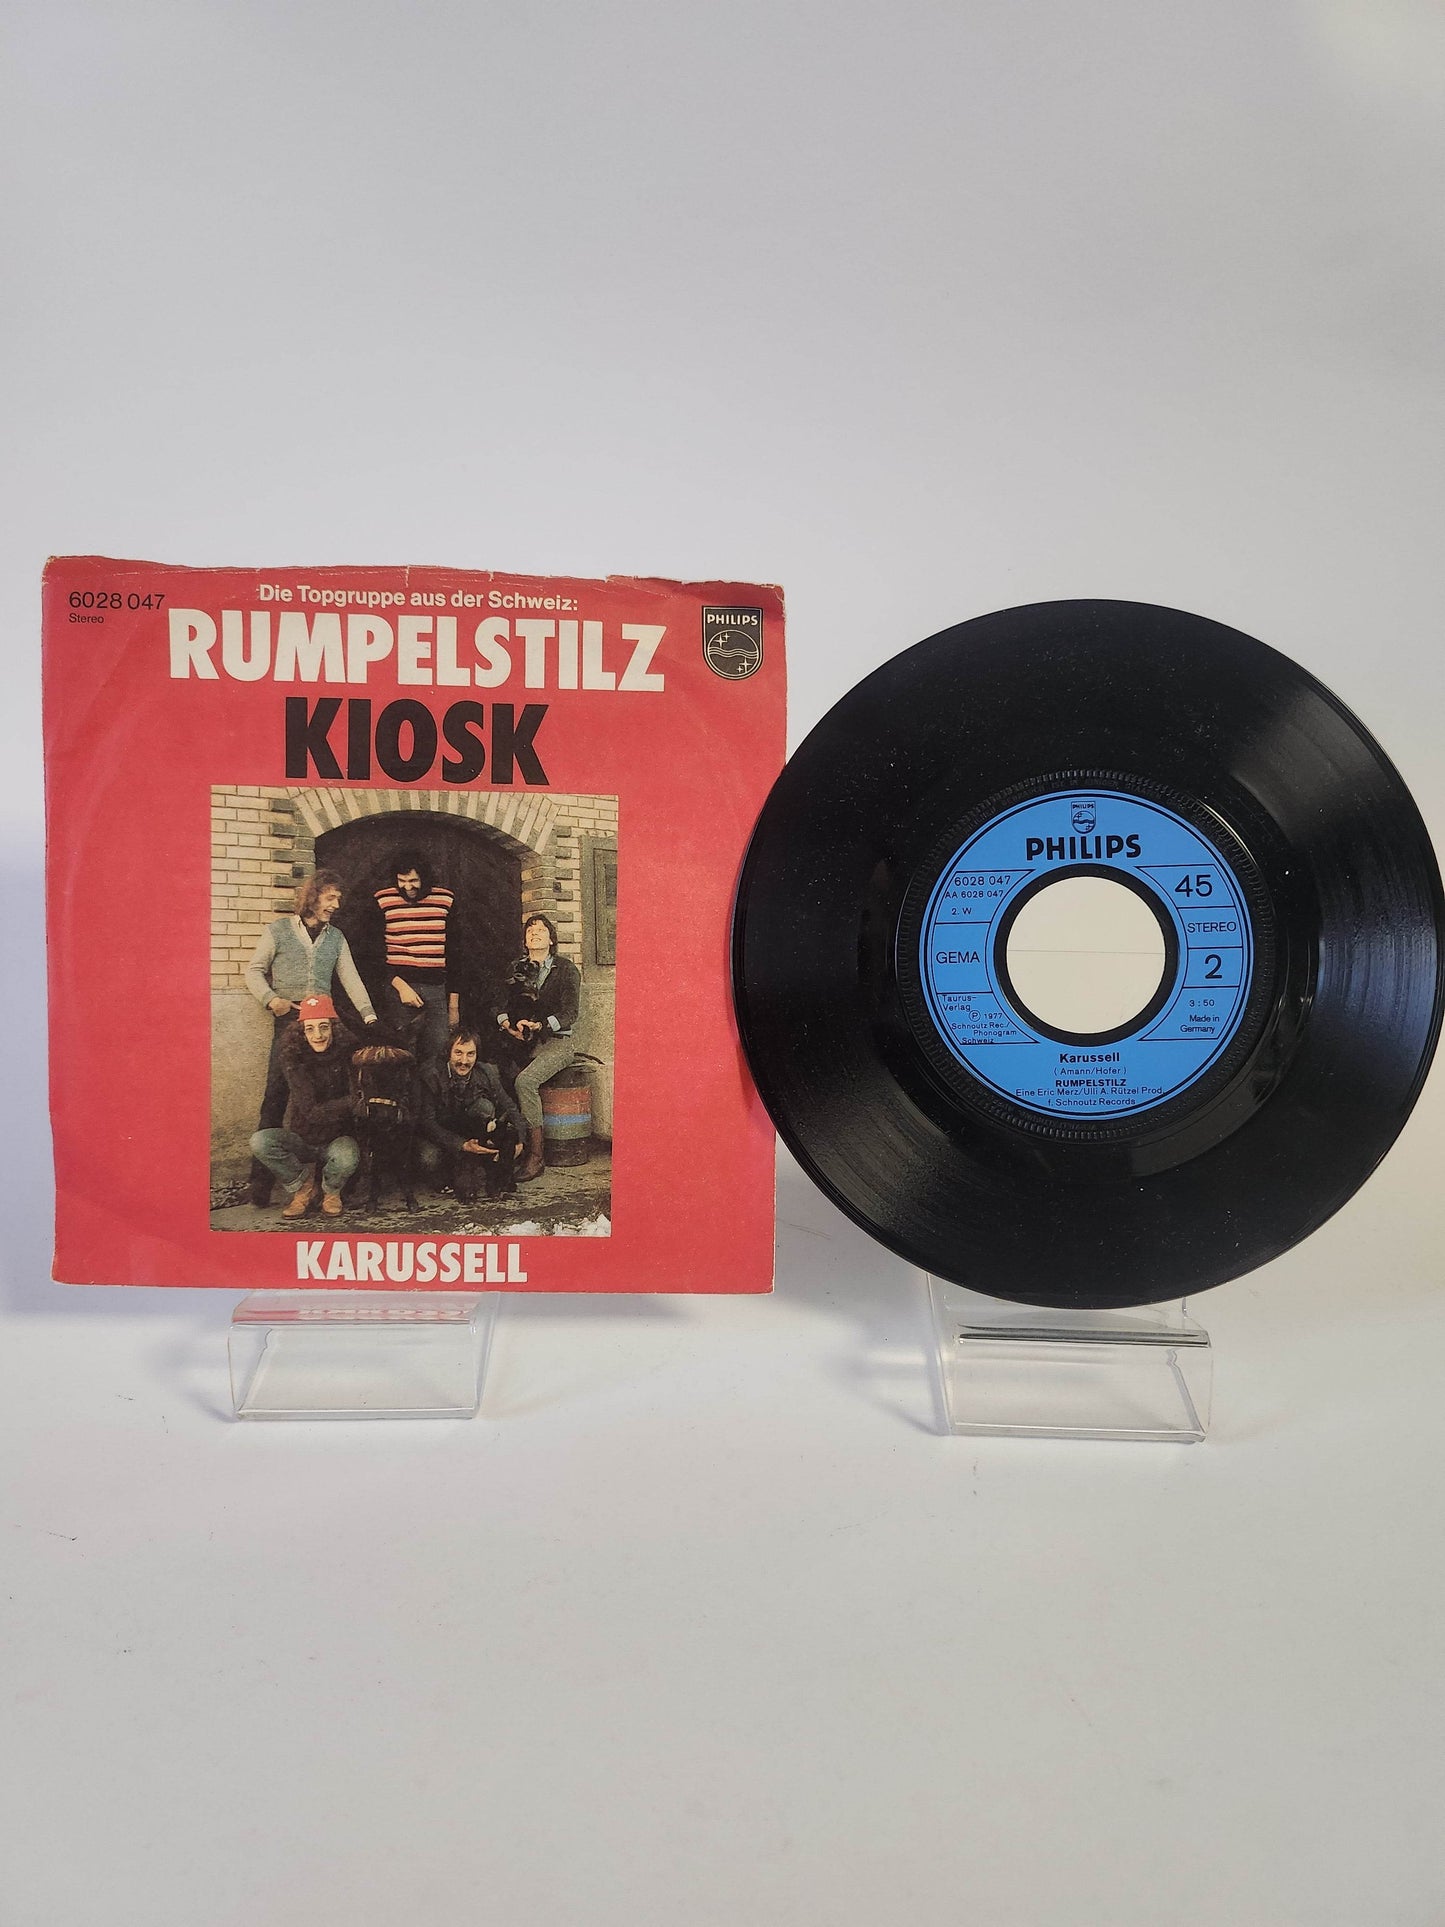 6028 047
Stereo
Die Topgruppe aus der Schweiz:
RUMPELSTILZ
KIOSK
PHILIPS
KARUSSELL
PHILIPS
PHILIPS
6028 047
AA 6028 047
2. W
GEMA
45
STEREO
2
3:50
Made in
Germany
Taurus-
Verlag
Ⓟ 1977
Schnoutz Rec./
Phonogram
Schweiz
Karussell
( Amann/Hofer )
RUMPELSTILZ
Eine Eric Merz/Ulli A. Rützel Prod.
f. Schnoutz Records